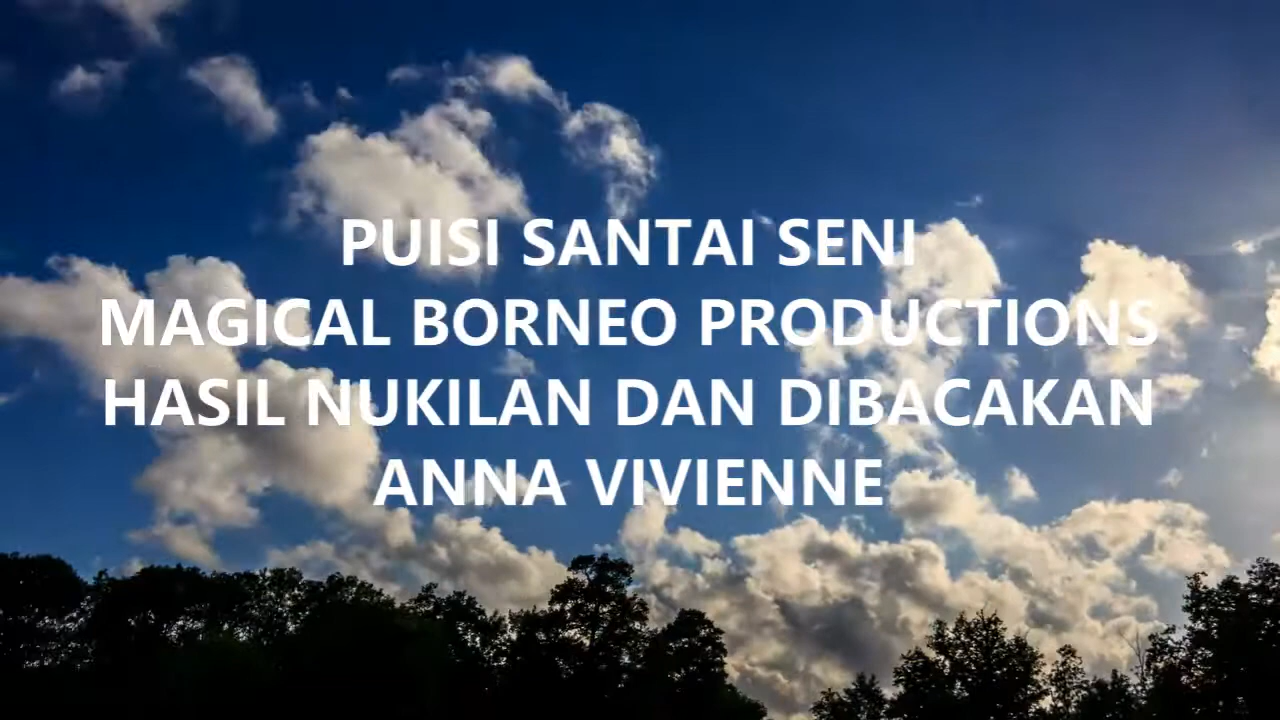 PUISI SANTAI SENI
MAGICAL BORNEO PRODUCTIONS
HASIL NUKILAN DAN DIBACAKAN
ANNA VIVIENNE